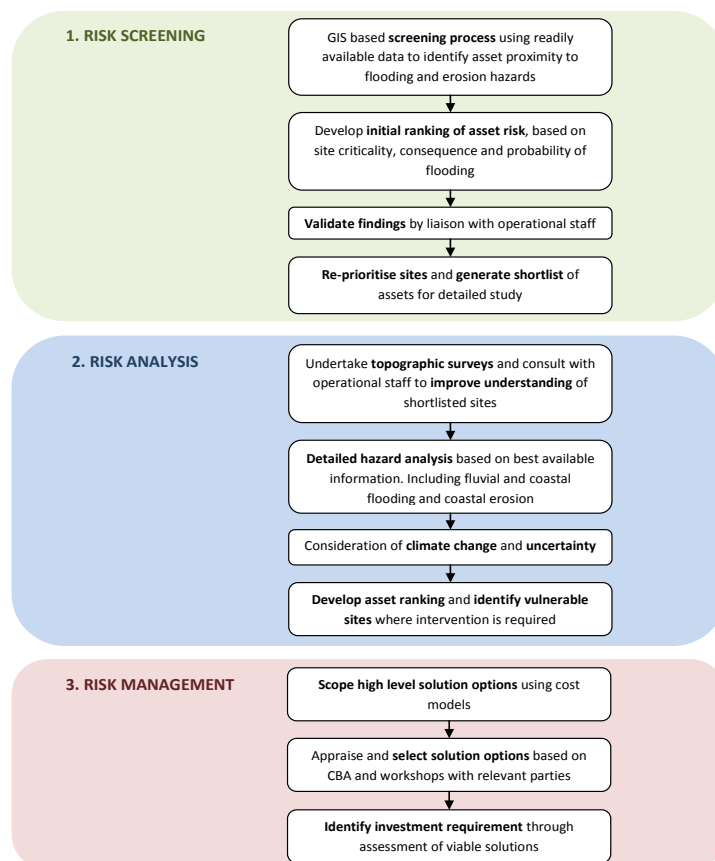 1. RISK SCREENING
GIS based screening process using readily
available data to identify asset proximity to
flooding and erosion hazards
Develop initial ranking of asset risk, based on
site criticality, consequence and probability of
flooding
Validate findings by liaison with operational staff
Re-prioritise sites and generate shortlist of
assets for detailed study
2. RISK ANALYSIS
Undertake topographic surveys and consult with
operational staff to improve understanding of
shortlisted sites
Detailed hazard analysis based on best available
information. Including fluvial and coastal
flooding and coastal erosion
Consideration of climate change and uncertainty
Develop asset ranking and identify vulnerable
sites where intervention is required
3. RISK MANAGEMENT
Scope high level solution options using cost
models
Appraise and select solution options based on
CBA and workshops with relevant parties
Identify investment requirement through
assessment of viable solutions